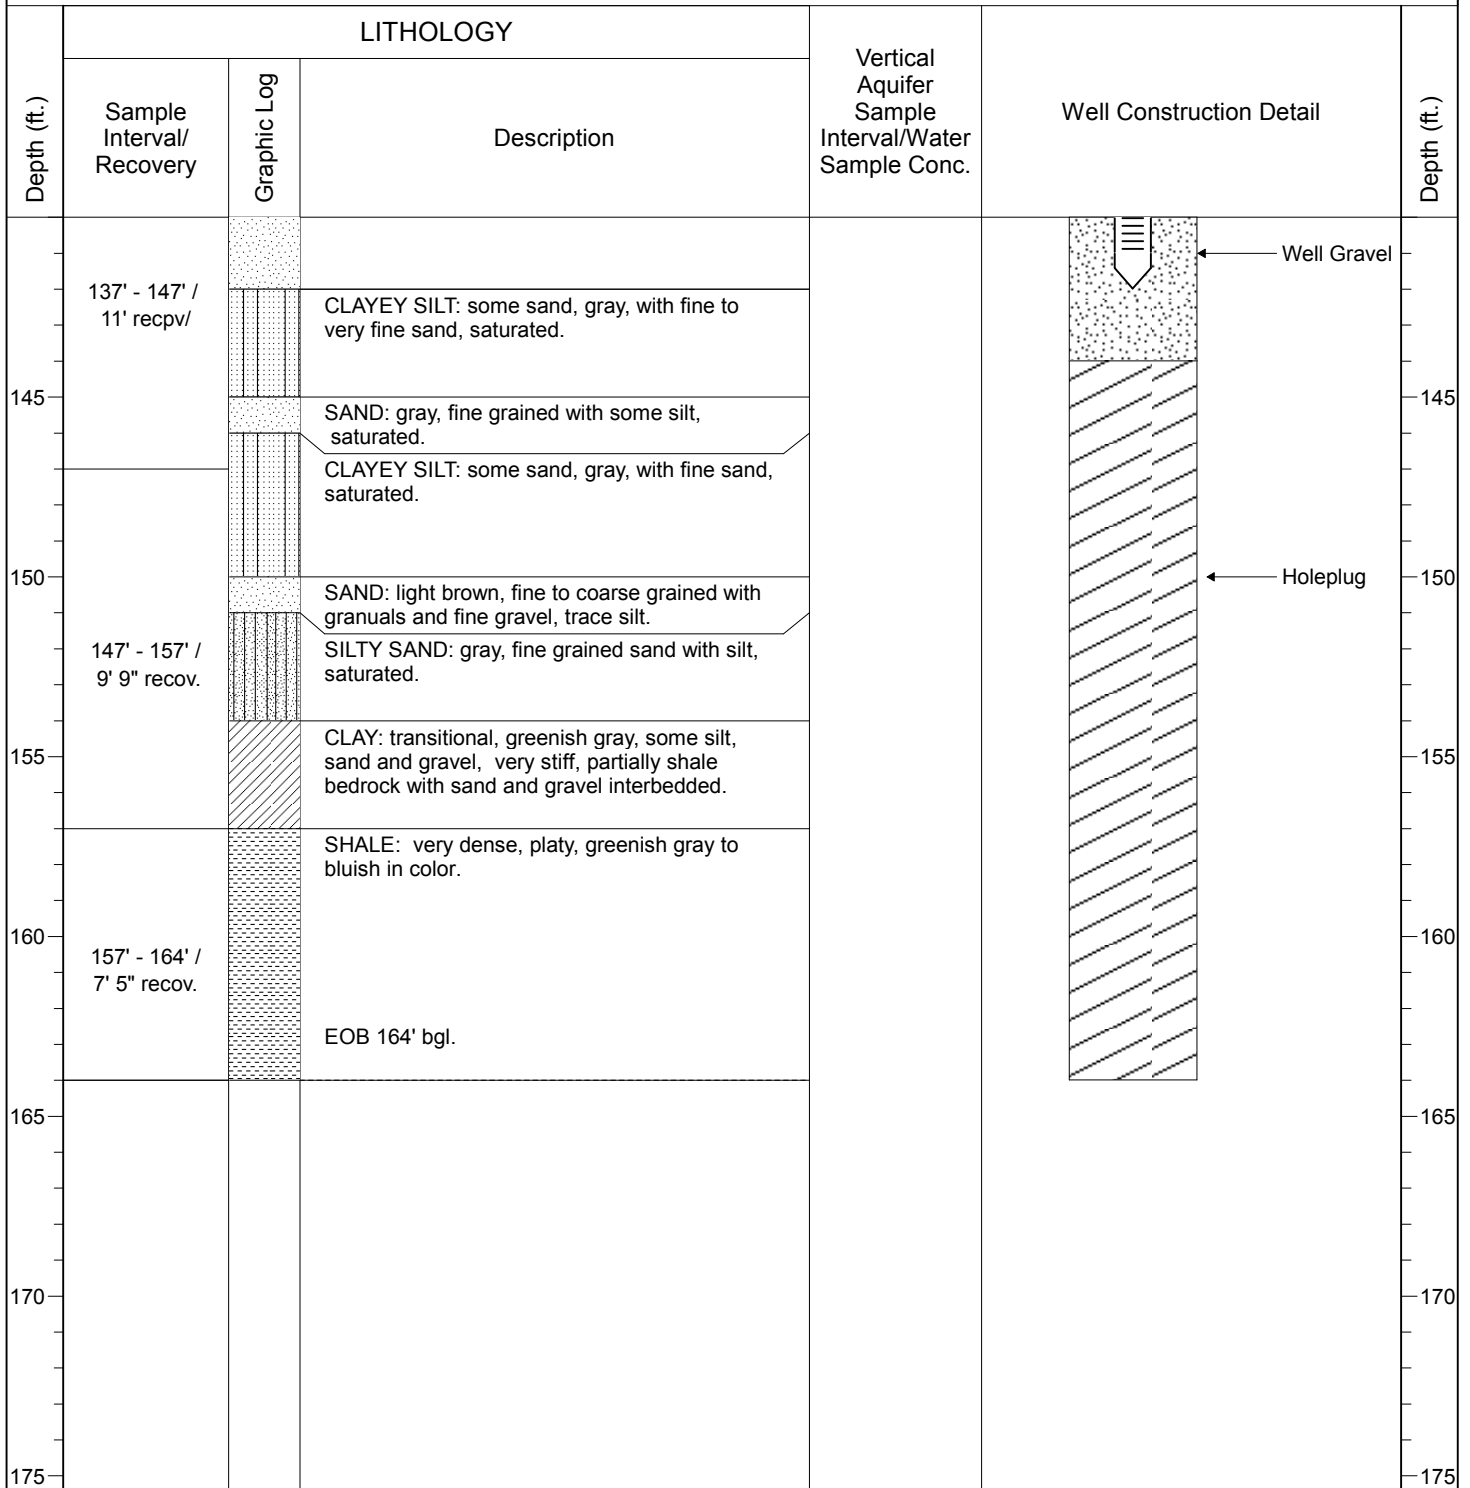 LITHOLOGY
Depth (ft.)
Sample
Interval/
Recovery
Graphic Log
Description
Vertical
Aquifer
Sample
Interval/Water
Sample Conc.
Well Construction Detail
Depth (ft.)
137' - 147' /
11' recpv/
CLAYEY SILT: some sand, gray, with fine to
very fine sand, saturated.
SAND: gray, fine grained with some silt,
saturated.
CLAYEY SILT: some sand, gray, with fine sand,
saturated.
SAND: light brown, fine to coarse grained with
granuals and fine gravel, trace silt.
147' - 157' /
9' 9" recov.
SILTY SAND: gray, fine grained sand with silt,
saturated.
CLAY: transitional, greenish gray, some silt,
sand and gravel, very stiff, partially shale
bedrock with sand and gravel interbedded.
SHALE: very dense, platy, greenish gray to
bluish in color.
157' - 164' /
7' 5" recov.
EOB 164' bgl.
Well Gravel
Holeplug
145
150
155
160
165
170
175
145
150
155
160
165
170
175